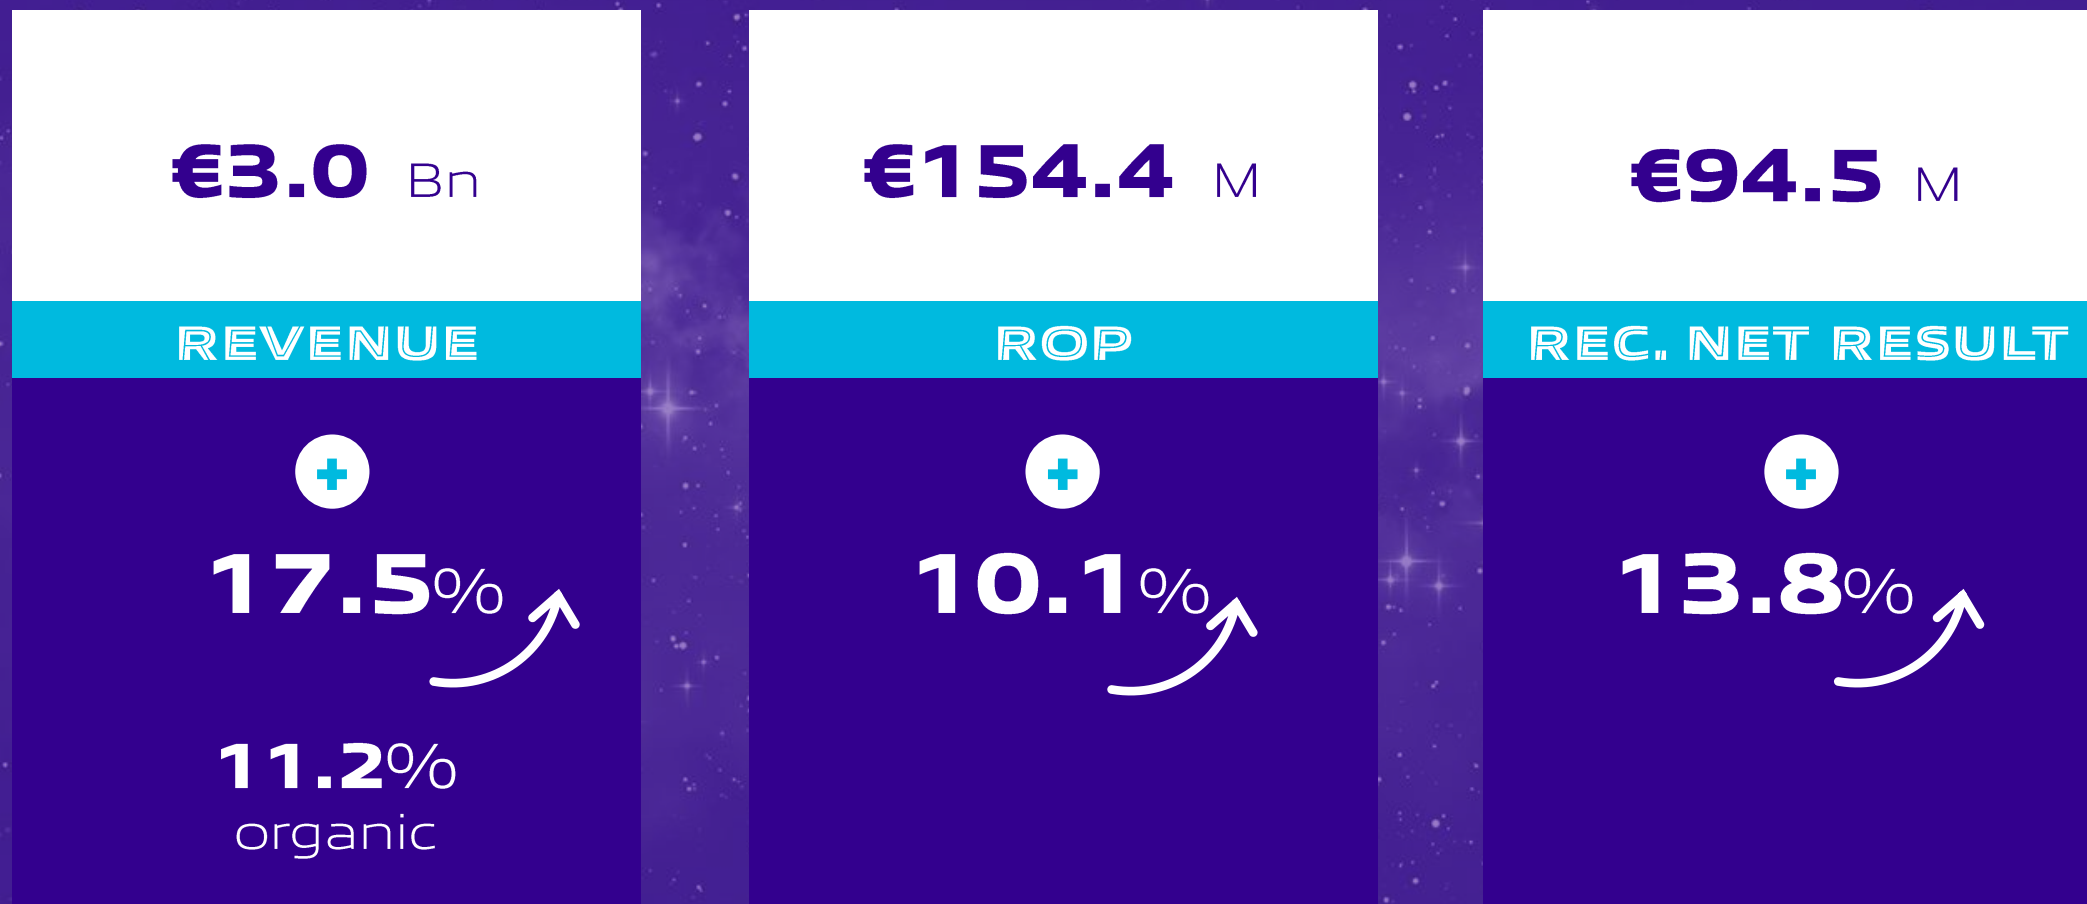 €3.0 Bn
REVENUE
+
17.5%
11.2%
organic
€154.4 M
ROP
+
10.1%
€94.5 M
REC. NET RESULT
+
13.8%